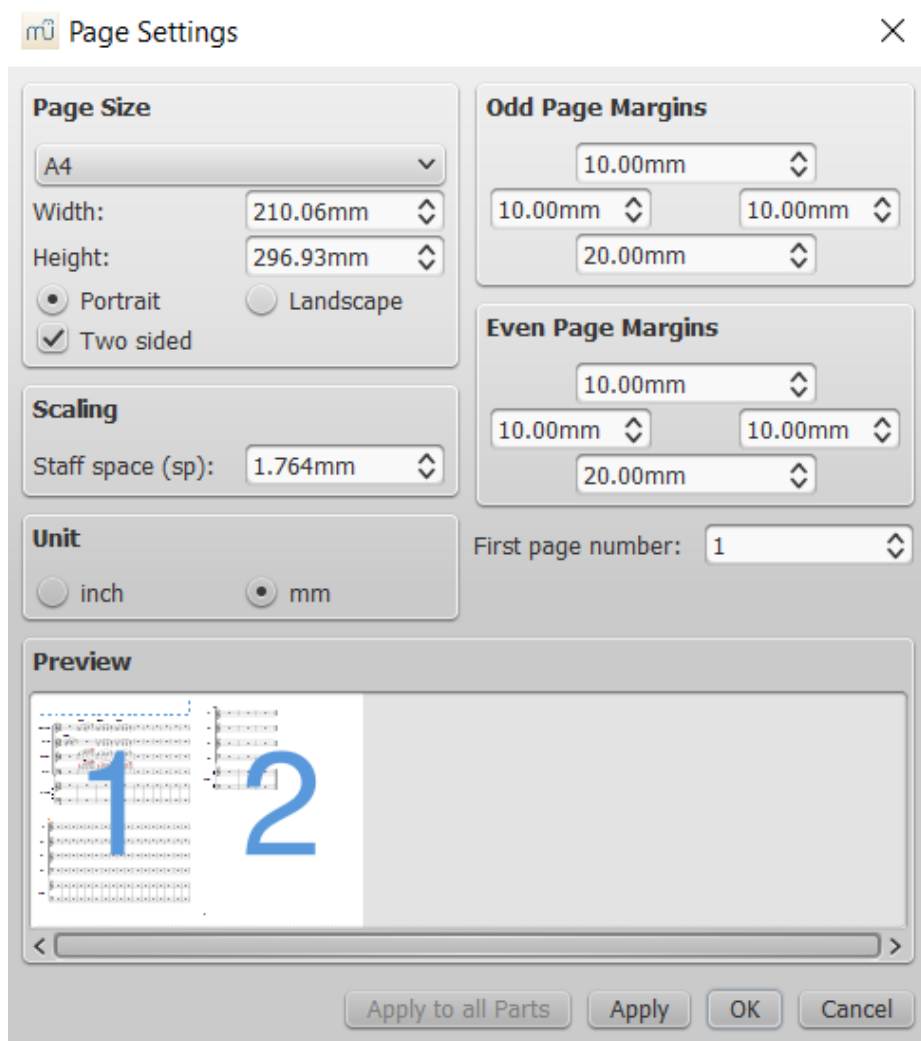 mũ Page Settings
Page Size
A4
Width: 210.06mm
Height: 296.93mm
Portrait Landscape
Two sided
Scaling
Staff space (sp): 1.764mm
Unit
inch mm
Odd Page Margins
10.00mm
10.00mm 10.00mm
20.00mm
Even Page Margins
10.00mm
10.00mm 10.00mm
20.00mm
First page number: 1
Preview
1 2
Apply to all Parts Apply OK Cancel